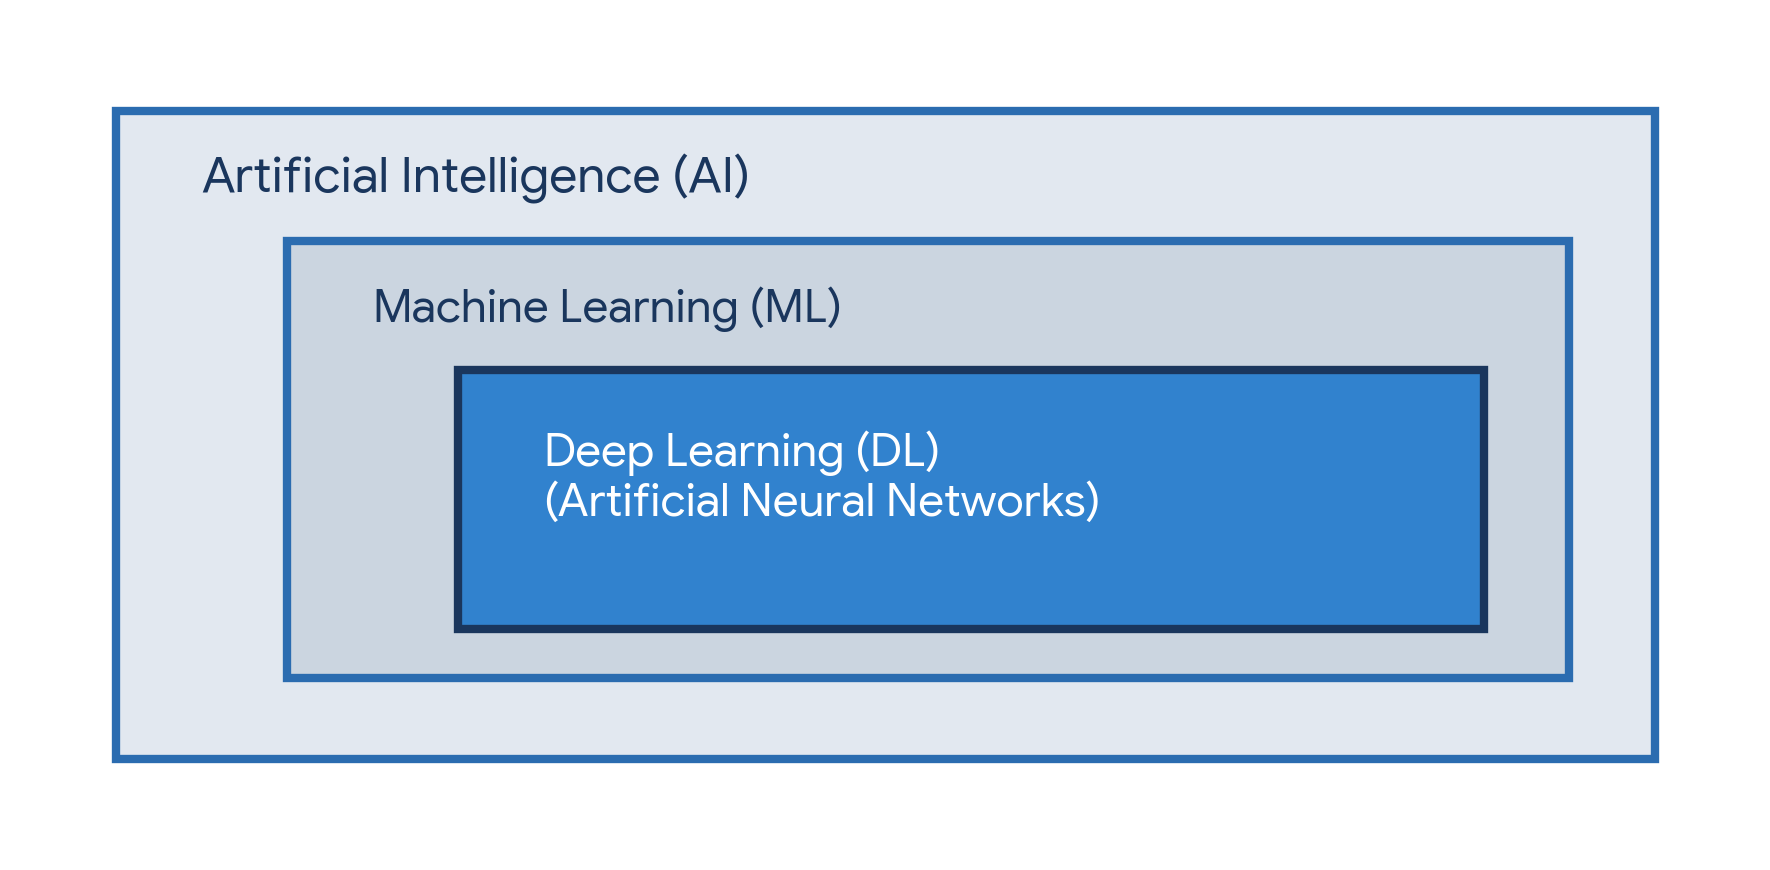 Artificial Intelligence (AI)
Machine Learning (ML)
Deep Learning (DL)
(Artificial Neural Networks)